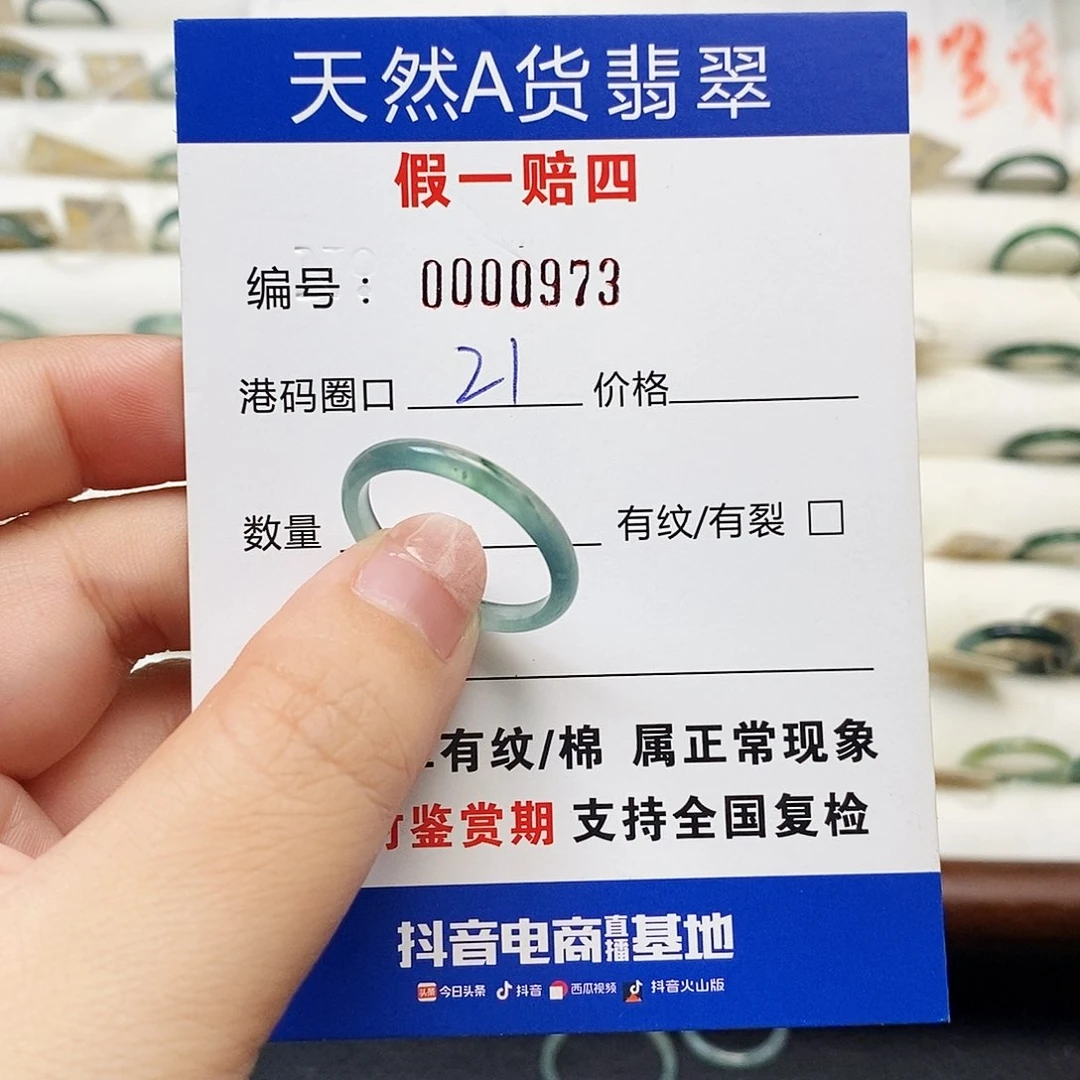 天然A货翡翠
假一赔四
编号： 0000973
港码圈口 21 价格
数量 有纹/有裂 □
有纹/棉 属正常现象
鉴赏期 支持全国复检
抖音电商直播基地
头条 今日头条 抖音 西瓜视频 抖音火山版